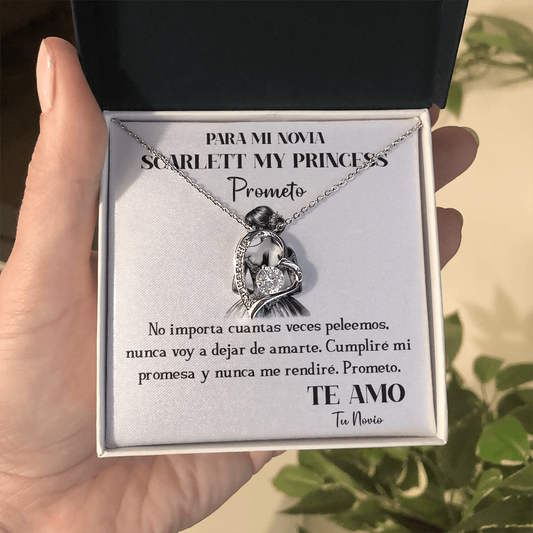 PARA MI NOVIA
SCARLETT MY PRINCESS
Prometo
No importa cuantas veces peleemos,
nunca voy a dejar de amarte. Cumpliré mi
promesa y nunca me rendiré. Prometo.
TE AMO
Tu Novio